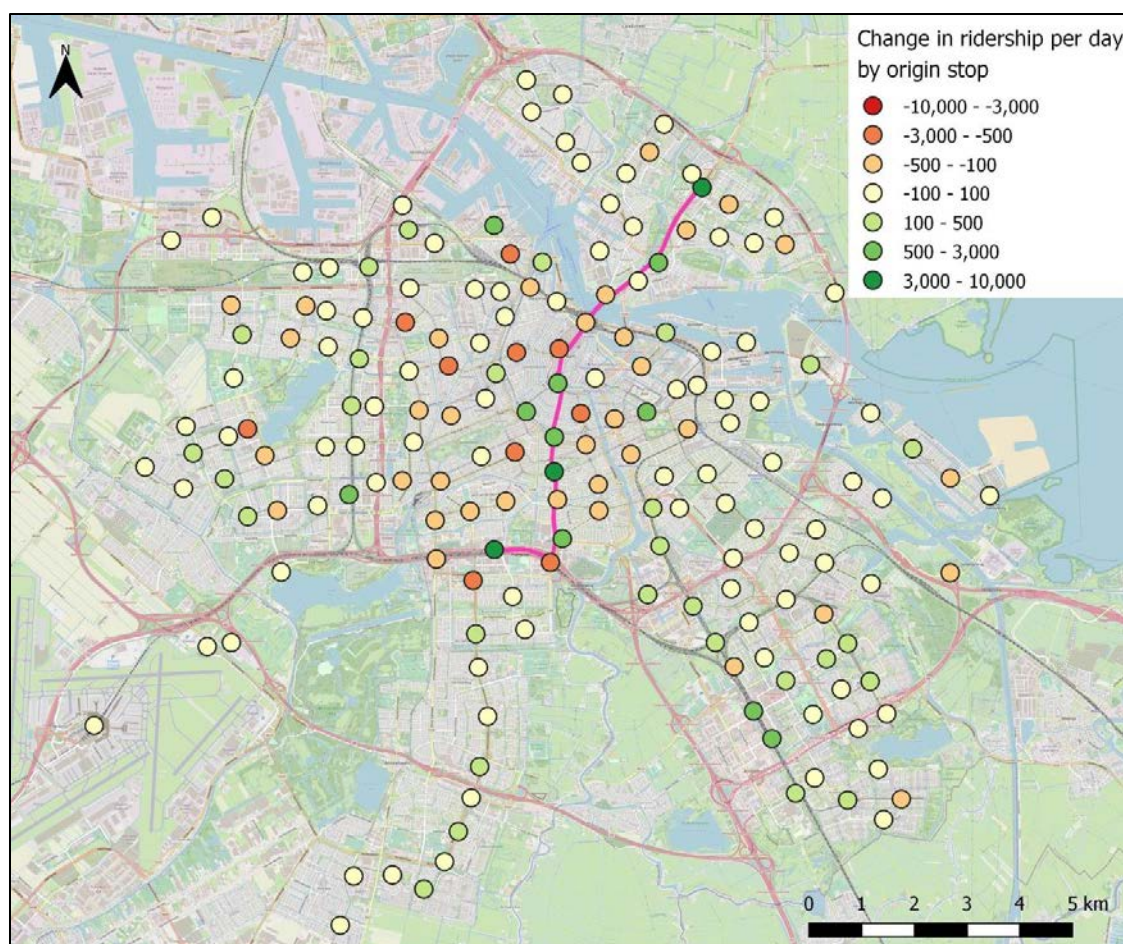 N
Change in ridership per day
by origin stop
-10,000 - -3,000
-3,000 - -500
-500 - -100
-100 - 100
100 - 500
500 - 3,000
3,000 - 10,000
0 1 2 3 4 5 km